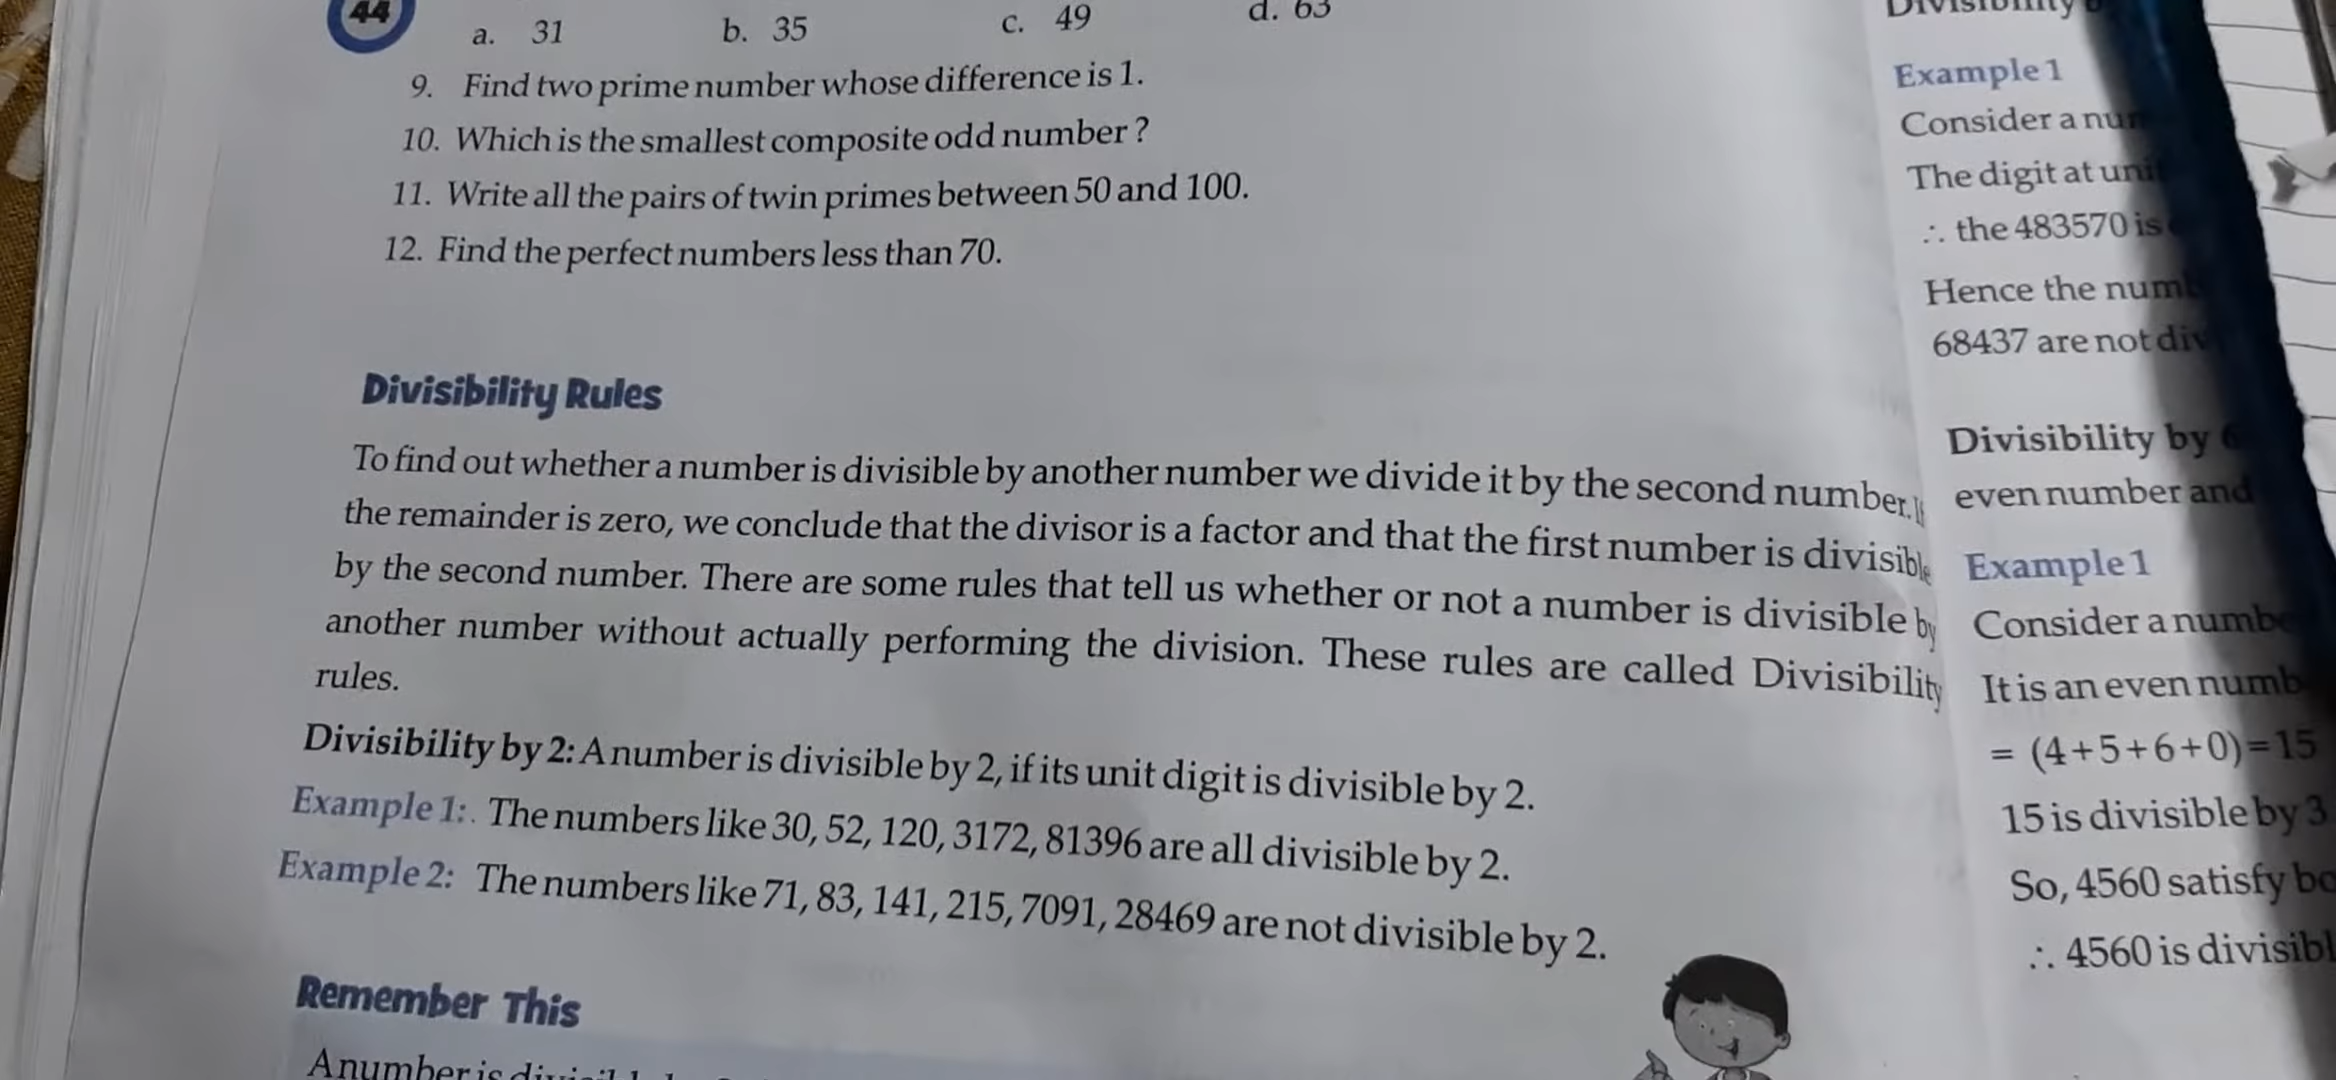 44
a. 31 b. 35 c. 49 d. 63
9. Find two prime number whose difference is 1.
10. Which is the smallest composite odd number ?
11. Write all the pairs of twin primes between 50 and 100.
12. Find the perfect numbers less than 70.
Divisibility Rules
To find out whether a number is divisible by another number we divide it by the second number. If
the remainder is zero, we conclude that the divisor is a factor and that the first number is divisible
by the second number. There are some rules that tell us whether or not a number is divisible by
another number without actually performing the division. These rules are called Divisibility
rules.
Divisibility by 2: A number is divisible by 2, if its unit digit is divisible by 2.
Example 1:. The numbers like 30, 52, 120, 3172, 81396 are all divisible by 2.
Example 2: The numbers like 71, 83, 141, 215, 7091, 28469 are not divisible by 2.
Remember This
A number is
Divisibility
Example 1
Consider a
The digit at
∴ the 483570 is
Hence the
68437 are not
Divisibility by
even number and
Example 1
Consider a
It is an even
= (4+5+6+0)=15
15 is divisible by 3
So, 4560 satisfy
∴ 4560 is